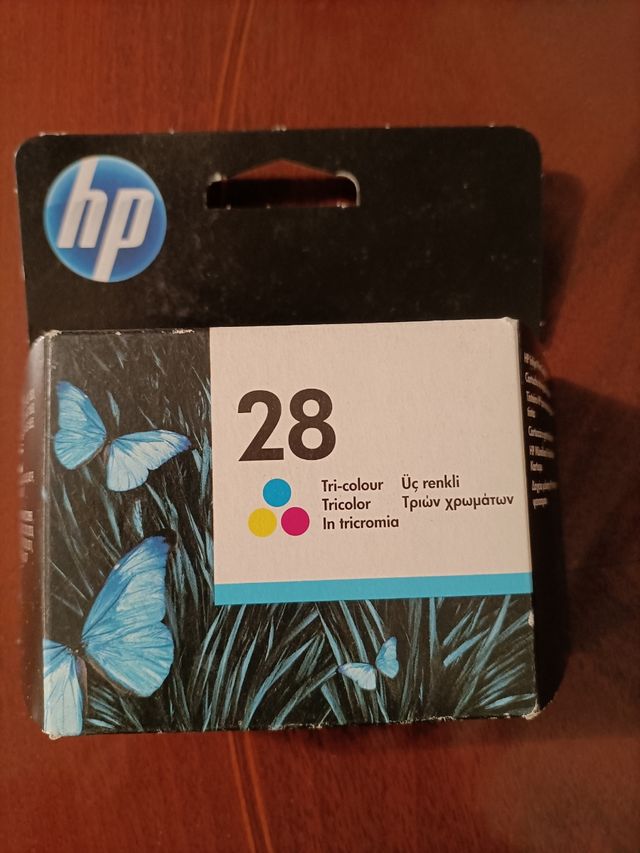 hp
28
Tri-colour Üç renkli
Tricolor Τριών χρωμάτων
In tricromia